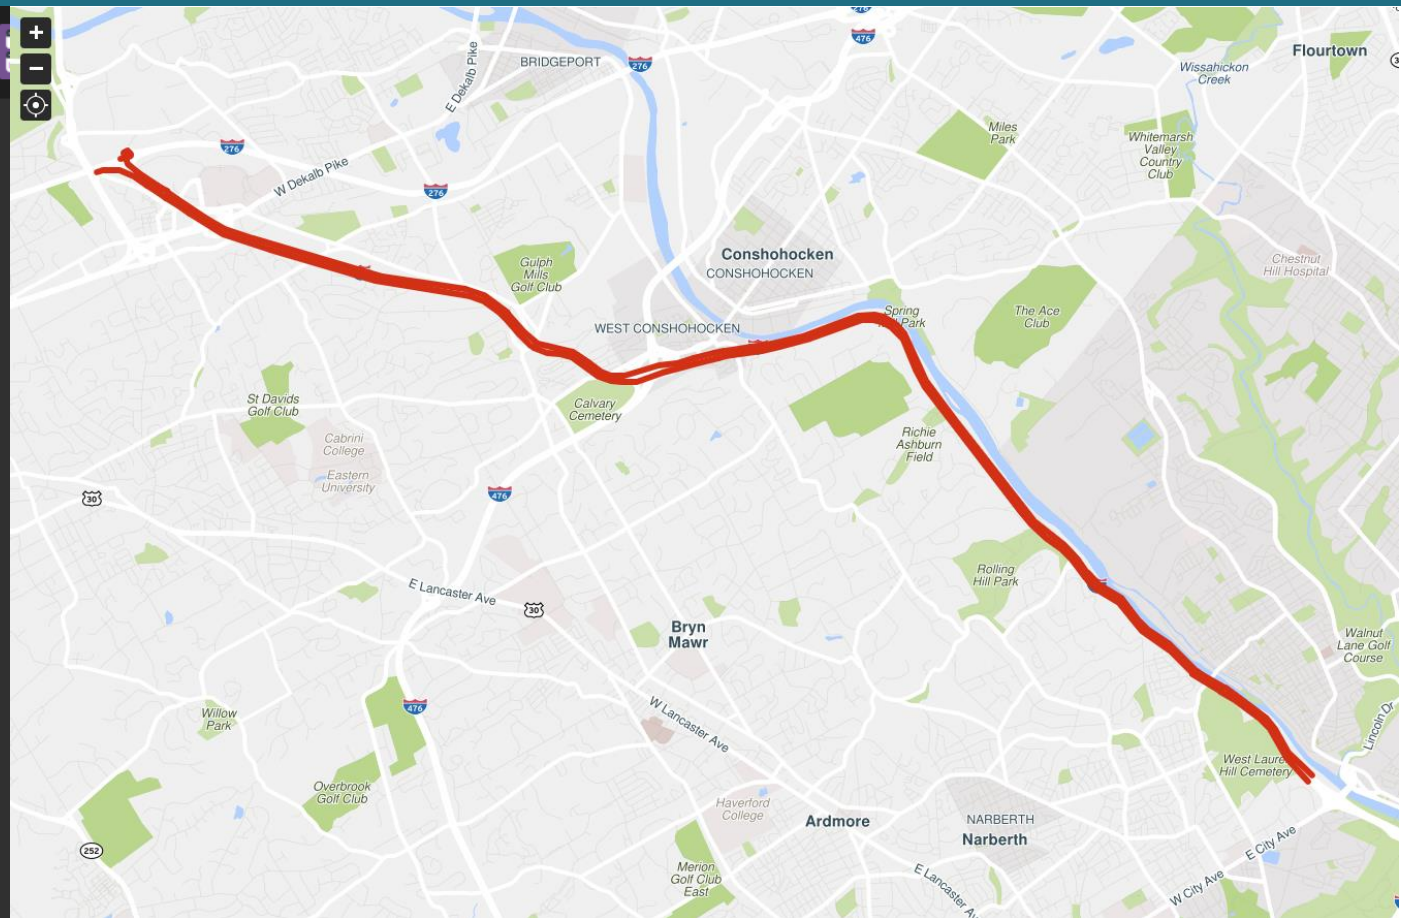 +
−
276
476
Flourtown
BRIDGEPORT
276
Wissahickon
Creek
E Dekalb Pike
Miles
Park
Whitemarsh
Valley
Country
Club
276
W Dekalb Pike
276
Conshohocken
CONSHOHOCKEN
Gulph
Mills
Golf Club
Chestnut
Hill Hospital
Spring
Park
The Ace
Club
WEST CONSHOHOCKEN
St Davids
Golf Club
Calvary
Cemetery
Richie
Ashburn
Field
Cabrini
College
Eastern
University
30
476
E Lancaster Ave
30
Rolling
Hill Park
Bryn
Mawr
Walnut
Lane Golf
Course
476
Willow
Park
W Lancaster Ave
Lincoln Dr
West Laurel
Hill Cemetery
Overbrook
Golf Club
Haverford
College
Ardmore
NARBERTH
Narberth
252
E City Ave
Merion
Golf Club
East
E Lancaster Av
W City Ave